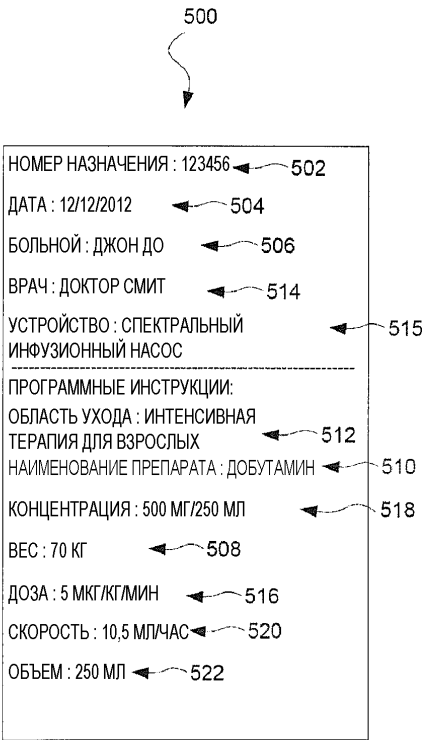 500
НОМЕР НАЗНАЧЕНИЯ : 123456 502
ДАТА : 12/12/2012 504
БОЛЬНОЙ : ДЖОН ДО 506
ВРАЧ : ДОКТОР СМИТ 514
УСТРОЙСТВО : СПЕКТРАЛЬНЫЙ 515
ИНФУЗИОННЫЙ НАСОС
ПРОГРАММНЫЕ ИНСТРУКЦИИ:
ОБЛАСТЬ УХОДА : ИНТЕНСИВНАЯ
ТЕРАПИЯ ДЛЯ ВЗРОСЛЫХ 512
НАИМЕНОВАНИЕ ПРЕПАРАТА : ДОБУТАМИН 510
КОНЦЕНТРАЦИЯ : 500 МГ/250 МЛ 518
ВЕС : 70 КГ 508
ДОЗА : 5 МКГ/КГ/МИН 516
СКОРОСТЬ : 10,5 МЛ/ЧАС 520
ОБЪЕМ : 250 МЛ 522